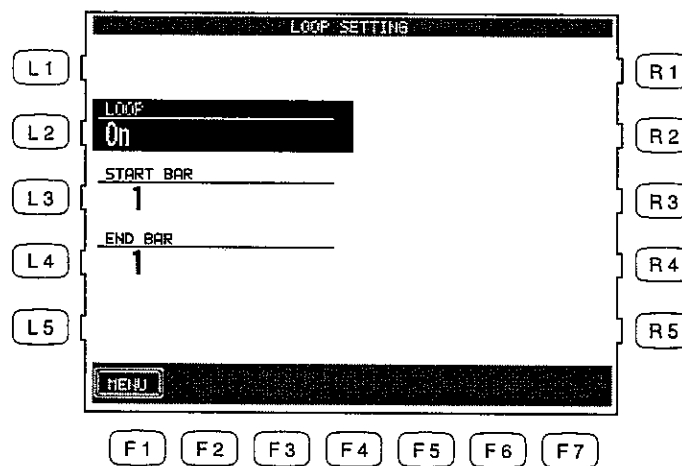 LOOP SETTING
L1
R1
LOOP
L2
On
R2
START BAR
L3
1
R3
END BAR
L4
1
R4
L5
R5
MENU
F1 F2 F3 F4 F5 F6 F7